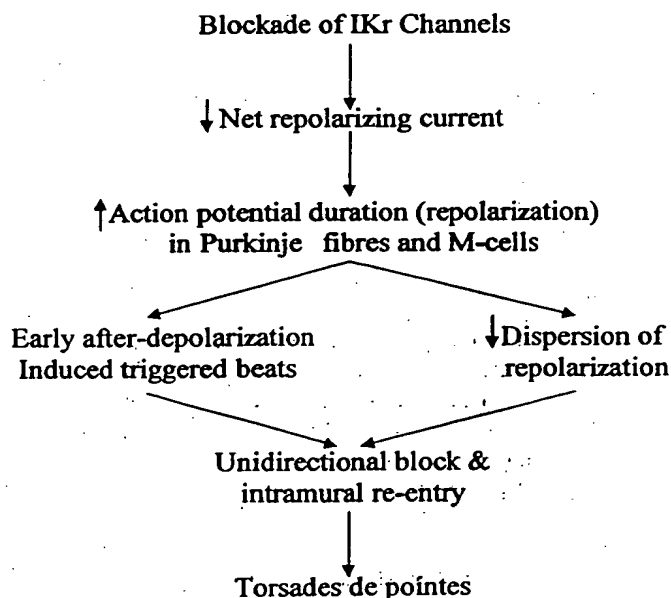 Blockade of IKr Channels
↓ Net repolarizing current
↑Action potential duration (repolarization)
in Purkinje fibres and M-cells
Early after-depolarization
Induced triggered beats
↓Dispersion of
repolarization
Unidirectional block &
intramural re-entry
Torsades de pointes